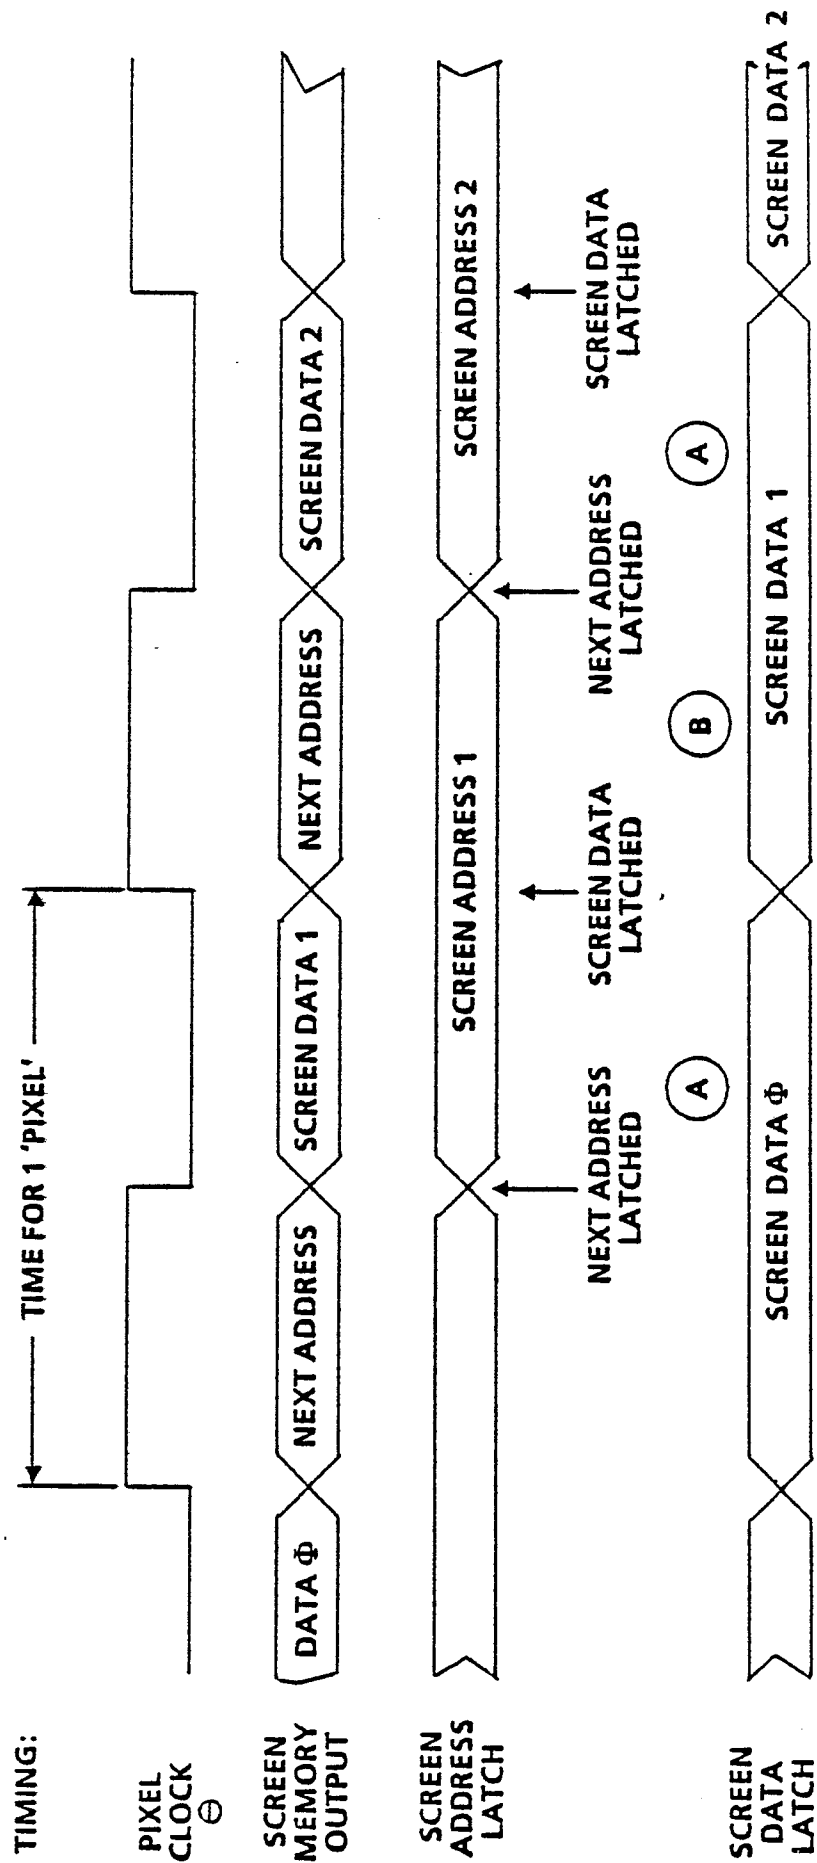 TIMING:
TIME FOR 1 'PIXEL'
PIXEL
CLOCK
Θ
SCREEN
MEMORY
OUTPUT
DATA Φ
NEXT ADDRESS
SCREEN DATA 1
NEXT ADDRESS
SCREEN DATA 2
SCREEN
ADDRESS
LATCH
SCREEN ADDRESS 1
SCREEN ADDRESS 2
NEXT ADDRESS
LATCHED
SCREEN DATA
LATCHED
NEXT ADDRESS
LATCHED
SCREEN DATA
LATCHED
A
B
A
SCREEN
DATA
LATCH
SCREEN DATA Φ
SCREEN DATA 1
SCREEN DATA 2